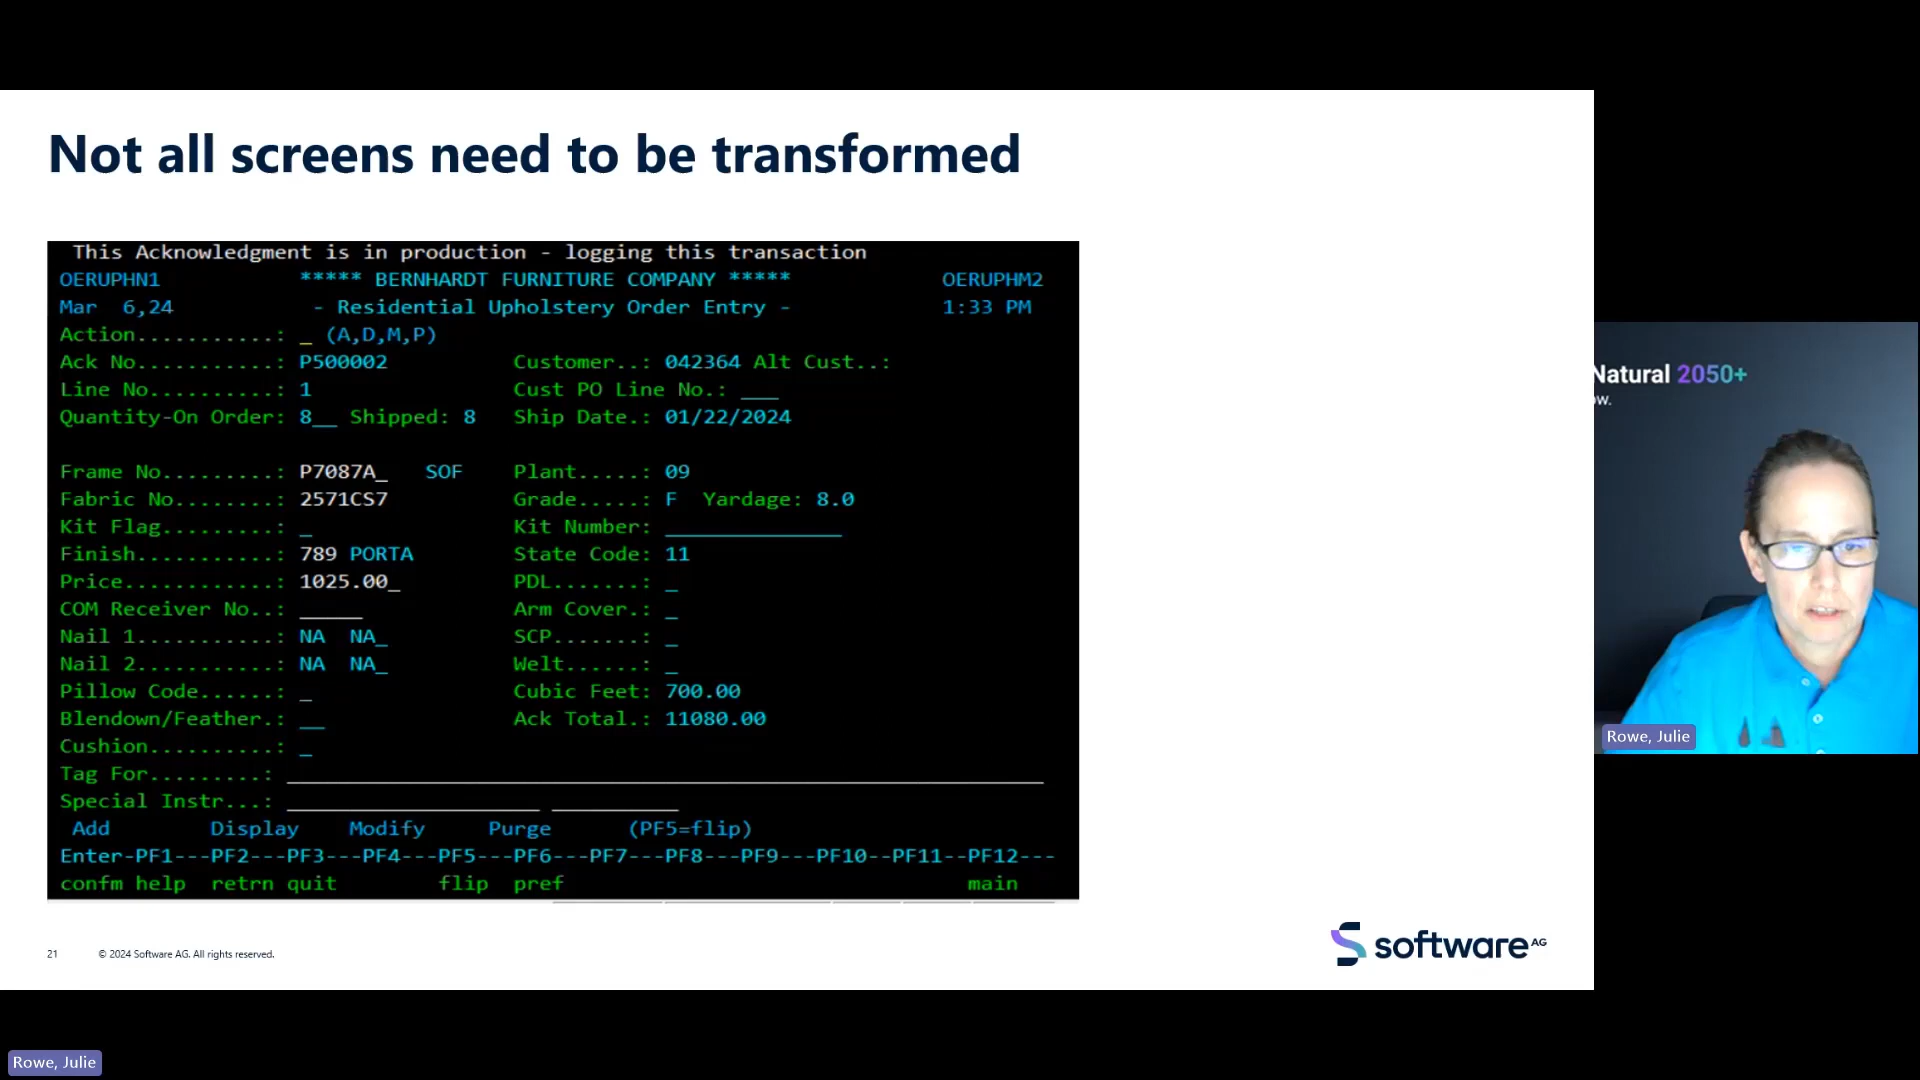 Not all screens need to be transformed
This Acknowledgment is in production - logging this transaction
OERUPHN1 ***** BERNHARDT FURNITURE COMPANY ***** OERUPHM2
Mar 6,24 - Residential Upholstery Order Entry - 1:33 PM
Action...........: _ (A,D,M,P)
Ack No...........: P500002 Customer..: 042364 Alt Cust..:
Line No..........: 1 Cust PO Line No.: ___
Quantity-On Order: 8__ Shipped: 8 Ship Date.: 01/22/2024
Frame No.........: P7087A_ SOF Plant.....: 09
Fabric No........: 2571CS7 Grade.....: F Yardage: 8.0
Kit Flag.........: _ Kit Number: ______________
Finish...........: 789 PORTA State Code: 11
Price............: 1025.00_ PDL.......: _
COM Receiver No..: _____ Arm Cover.: _
Nail 1...........: NA NA_ SCP.......: _
Nail 2...........: NA NA_ Welt......: _
Pillow Code......: _ Cubic Feet: 700.00
Blendown/Feather.: __ Ack Total.: 11080.00
Cushion..........: _
Tag For.........: ____________________________________________________________
Special Instr...: ____________________ __________
Add Display Modify Purge (PF5=flip)
Enter-PF1---PF2---PF3---PF4---PF5---PF6---PF7---PF8---PF9---PF10--PF11--PF12---
confm help retrn quit flip pref main
21 © 2024 Software AG. All rights reserved.
software AG
Natural 2050+
ow.
Rowe, Julie
Rowe, Julie